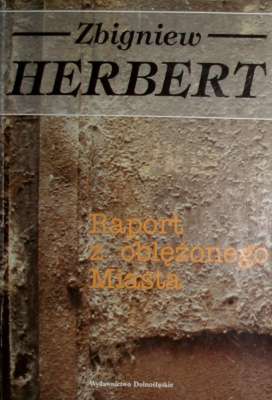 Zbigniew
HERBERT
Raport
z oblężonego
Miasta
Wydawnictwo Dolnośląskie